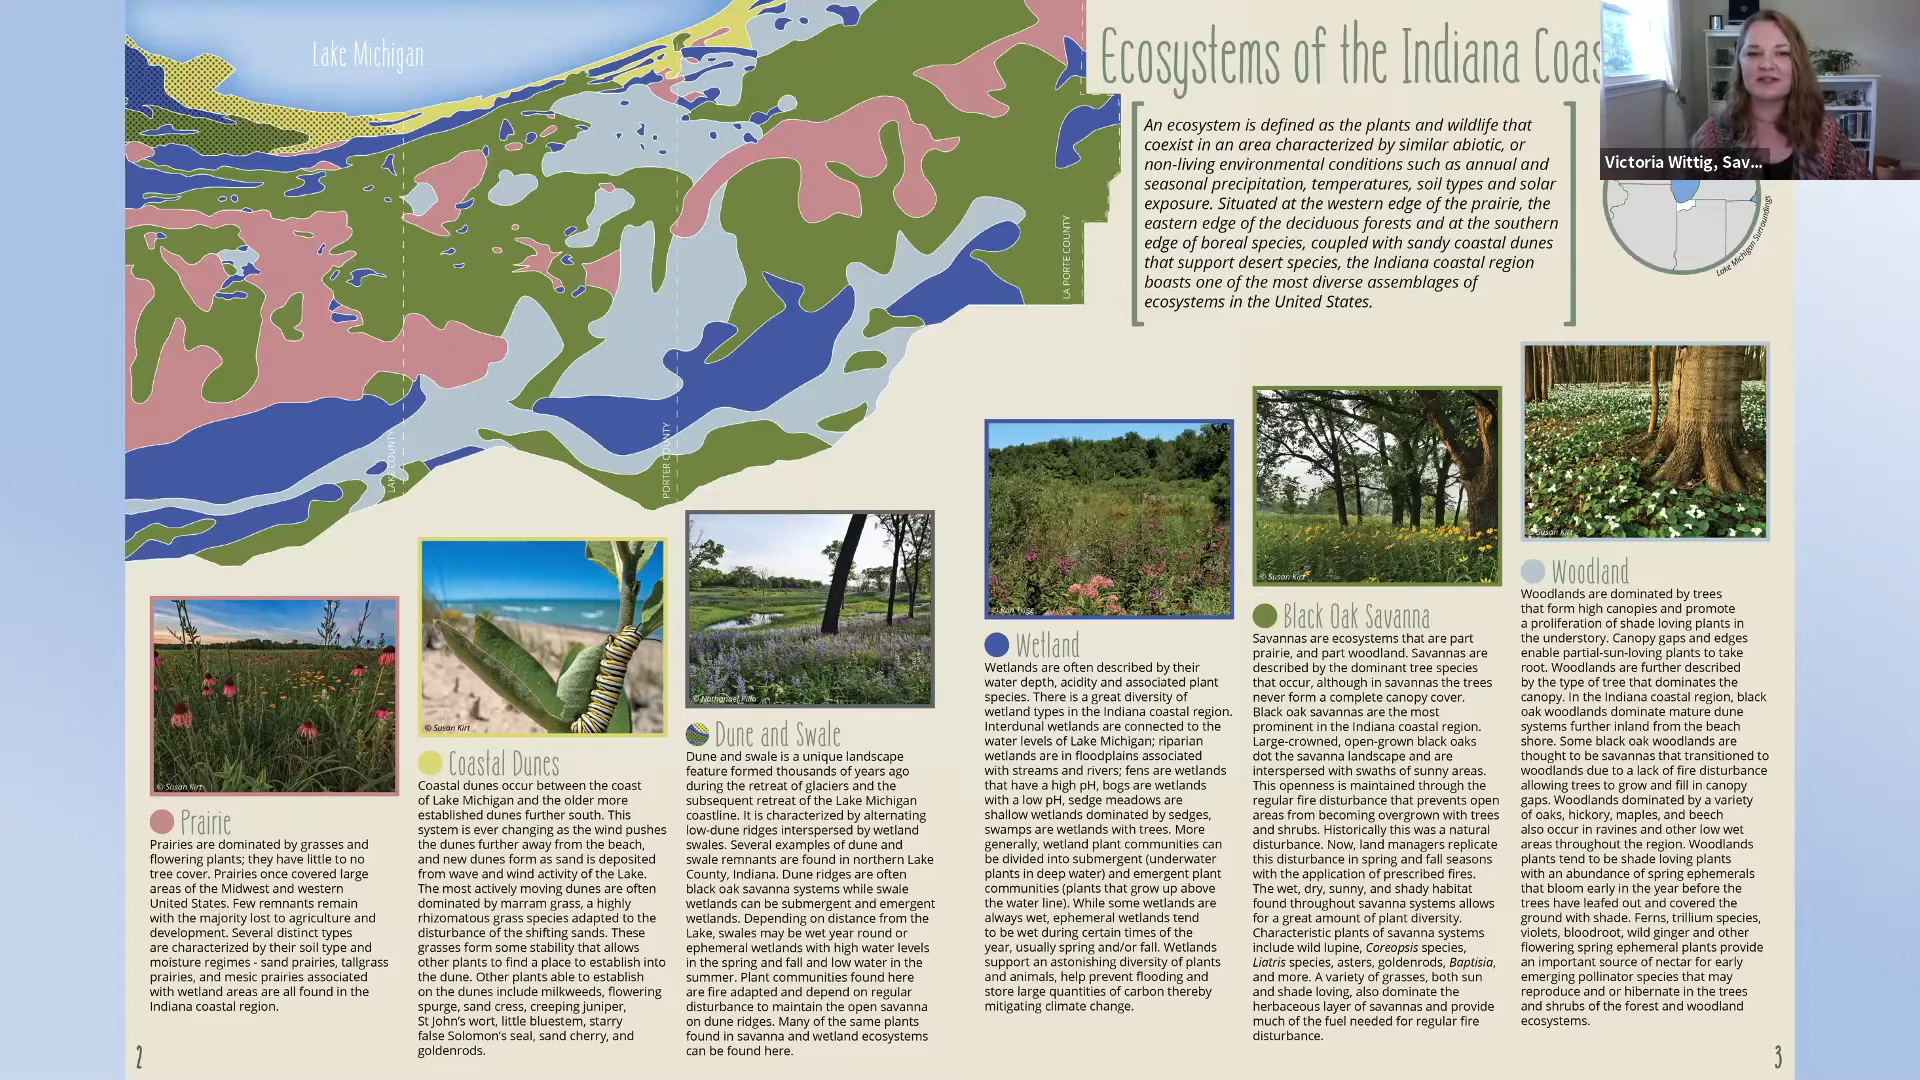 Lake Michigan
Ecosystems of the Indiana Coas
An ecosystem is defined as the plants and wildlife that
coexist in an area characterized by similar abiotic, or
non-living environmental conditions such as annual and
seasonal precipitation, temperatures, soil types and solar
exposure. Situated at the western edge of the prairie, the
eastern edge of the deciduous forests and at the southern
edge of boreal species, coupled with sandy coastal dunes
that support desert species, the Indiana coastal region
boasts one of the most diverse assemblages of
ecosystems in the United States.
Victoria Wittig, Sav...
Lake Michigan Surroundings
LAKE COUNTY
PORTER COUNTY
LA PORTE COUNTY
© Susan Kirt
Prairie
Prairies are dominated by grasses and
flowering plants; they have little to no
tree cover. Prairies once covered large
areas of the Midwest and western
United States. Few remnants remain
with the majority lost to agriculture and
development. Several distinct types
are characterized by their soil type and
moisture regimes - sand prairies, tallgrass
prairies, and mesic prairies associated
with wetland areas are all found in the
Indiana coastal region.
© Susan Kirt
Coastal Dunes
Coastal dunes occur between the coast
of Lake Michigan and the older more
established dunes further south. This
system is ever changing as the wind pushes
the dunes further away from the beach,
and new dunes form as sand is deposited
from wave and wind activity of the Lake.
The most actively moving dunes are often
dominated by marram grass, a highly
rhizomatous grass species adapted to the
disturbance of the shifting sands. These
grasses form some stability that allows
other plants to find a place to establish into
the dune. Other plants able to establish
on the dunes include milkweeds, flowering
spurge, sand cress, creeping juniper,
St John's wort, little bluestem, starry
false Solomon's seal, sand cherry, and
goldenrods.
© Nathanael Pilla
Dune and Swale
Dune and swale is a unique landscape
feature formed thousands of years ago
during the retreat of glaciers and the
subsequent retreat of the Lake Michigan
coastline. It is characterized by alternating
low-dune ridges interspersed by wetland
swales. Several examples of dune and
swale remnants are found in northern Lake
County, Indiana. Dune ridges are often
black oak savanna systems while swale
wetlands can be submergent and emergent
wetlands. Depending on distance from the
Lake, swales may be wet year round or
ephemeral wetlands with high water levels
in the spring and fall and low water in the
summer. Plant communities found here
are fire adapted and depend on regular
disturbance to maintain the open savanna
on dune ridges. Many of the same plants
found in savanna and wetland ecosystems
can be found here.
© Ron Trigg
Wetland
Wetlands are often described by their
water depth, acidity and associated plant
species. There is a great diversity of
wetland types in the Indiana coastal region.
Interdunal wetlands are connected to the
water levels of Lake Michigan; riparian
wetlands are in floodplains associated
with streams and rivers; fens are wetlands
that have a high pH, bogs are wetlands
with a low pH, sedge meadows are
shallow wetlands dominated by sedges,
swamps are wetlands with trees. More
generally, wetland plant communities can
be divided into submergent (underwater
plants in deep water) and emergent plant
communities (plants that grow up above
the water line). While some wetlands are
always wet, ephemeral wetlands tend
to be wet during certain times of the
year, usually spring and/or fall. Wetlands
support an astonishing diversity of plants
and animals, help prevent flooding and
store large quantities of carbon thereby
mitigating climate change.
© Susan Kirt
Black Oak Savanna
Savannas are ecosystems that are part
prairie, and part woodland. Savannas are
described by the dominant tree species
that occur, although in savannas the trees
never form a complete canopy cover.
Black oak savannas are the most
prominent in the Indiana coastal region.
Large-crowned, open-grown black oaks
dot the savanna landscape and are
interspersed with swaths of sunny areas.
This openness is maintained through the
regular fire disturbance that prevents open
areas from becoming overgrown with trees
and shrubs. Historically this was a natural
disturbance. Now, land managers replicate
this disturbance in spring and fall seasons
with the application of prescribed fires.
The wet, dry, sunny, and shady habitat
found throughout savanna systems allows
for a great amount of plant diversity.
Characteristic plants of savanna systems
include wild lupine, Coreopsis species,
Liatris species, asters, goldenrods, Baptisia,
and more. A variety of grasses, both sun
and shade loving, also dominate the
herbaceous layer of savannas and provide
much of the fuel needed for regular fire
disturbance.
© Susan Kirt
Woodland
Woodlands are dominated by trees
that form high canopies and promote
a proliferation of shade loving plants in
the understory. Canopy gaps and edges
enable partial-sun-loving plants to take
root. Woodlands are further described
by the type of tree that dominates the
canopy. In the Indiana coastal region, black
oak woodlands dominate mature dune
systems further inland from the beach
shore. Some black oak woodlands are
thought to be savannas that transitioned to
woodlands due to a lack of fire disturbance
allowing trees to grow and fill in canopy
gaps. Woodlands dominated by a variety
of oaks, hickory, maples, and beech
also occur in ravines and other low wet
areas throughout the region. Woodlands
plants tend to be shade loving plants
with an abundance of spring ephemerals
that bloom early in the year before the
trees have leafed out and covered the
ground with shade. Ferns, trillium species,
violets, bloodroot, wild ginger and other
flowering spring ephemeral plants provide
an important source of nectar for early
emerging pollinator species that may
reproduce and or hibernate in the trees
and shrubs of the forest and woodland
ecosystems.
2
3